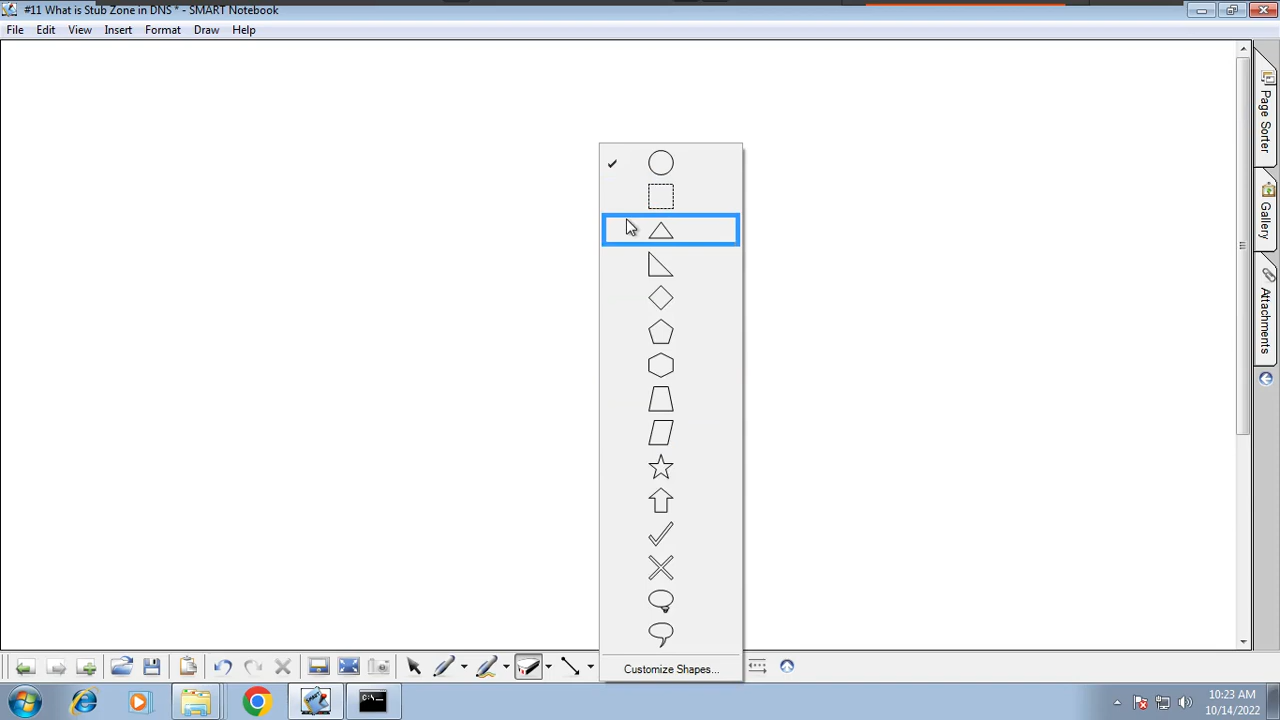 #11 What is Stub Zone in DNS * - SMART Notebook
File Edit View Insert Format Draw Help
Page Sorter
Gallery
Attachments
Customize Shapes...
C:\
10:23 AM
10/14/2022